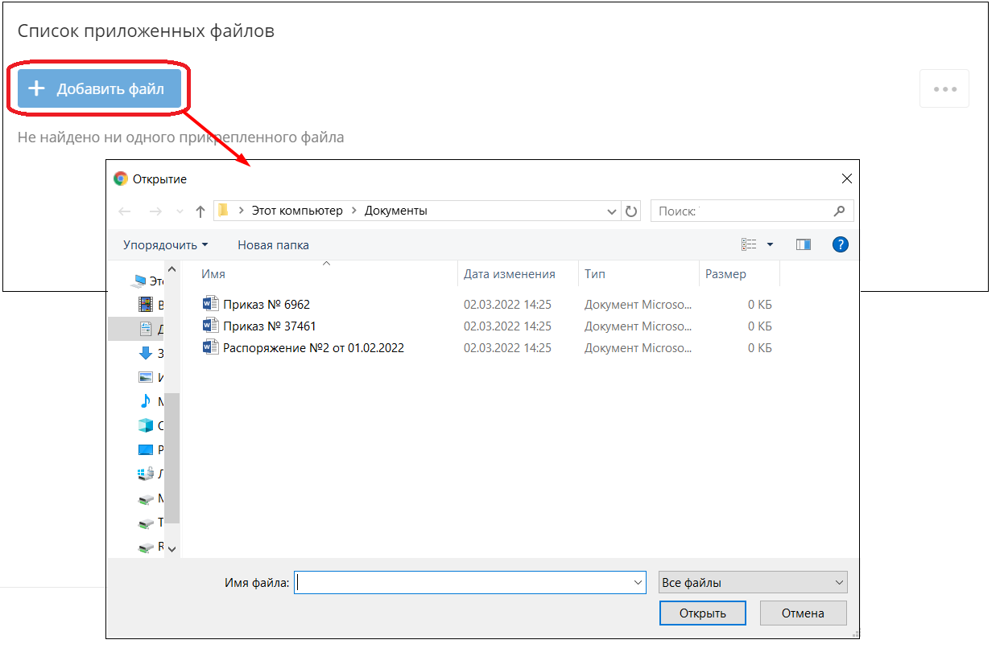 Список приложенных файлов
Добавить файл
Не найдено ни одного прикрепленного файла
Открытие
Этот компьютер > Документы
Поиск:
Упорядочить
Новая папка
Имя
Дата изменения
Тип
Размер
Приказ № 6962 02.03.2022 14:25 Документ Microso... 0 КБ
Приказ № 37461 02.03.2022 14:25 Документ Microso... 0 КБ
Распоряжение №2 от 01.02.2022 02.03.2022 14:25 Документ Microso... 0 КБ
Имя файла:
Все файлы
Открыть
Отмена